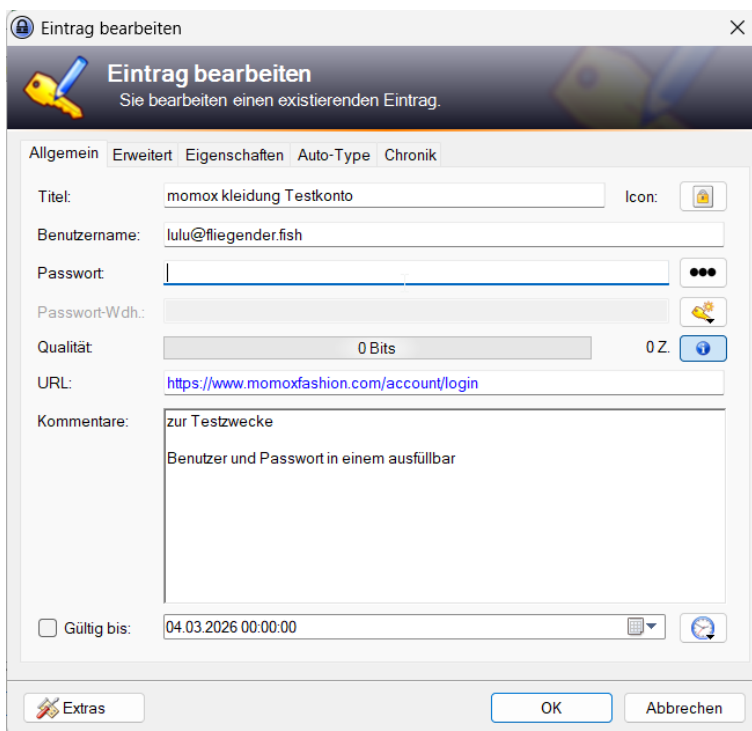 Eintrag bearbeiten
Eintrag bearbeiten
Sie bearbeiten einen existierenden Eintrag.
Allgemein Erweitert Eigenschaften Auto-Type Chronik
Titel: momox kleidung Testkonto Icon:
Benutzername: lulu@fliegender.fish
Passwort:
Passwort-Wdh.:
Qualität: 0 Bits 0 Z.
URL: https://www.momoxfashion.com/account/login
Kommentare: zur Testzwecke
Benutzer und Passwort in einem ausfüllbar
Gültig bis: 04.03.2026 00:00:00
Extras OK Abbrechen